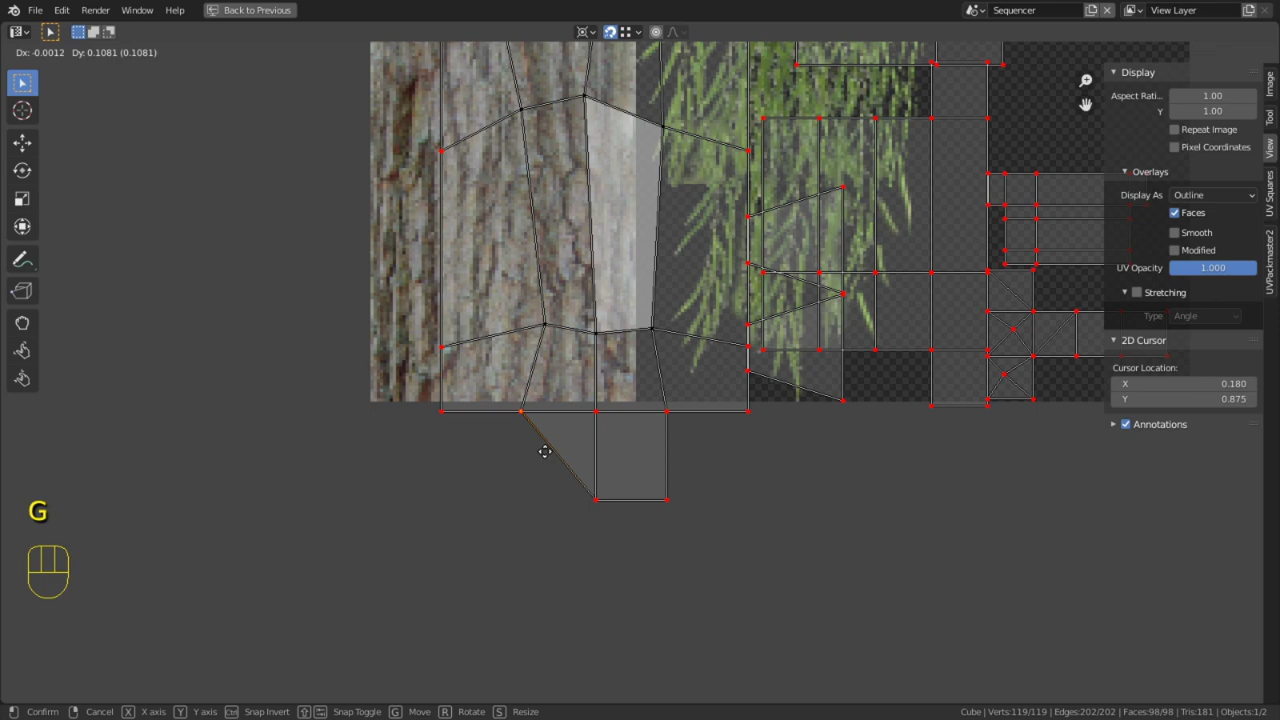 File Edit Render Window Help Back to Previous Sequencer View Layer
Dx: -0.0012 Dy: 0.1081 (0.1081)
Display
Aspect Rati... 1.00
Y 1.00
Repeat Image
Pixel Coordinates
Overlays
Display As Outline
Faces
Smooth
Modified
UV Opacity 1.000
Stretching
Type Angle
2D Cursor
Cursor Location:
X 0.180
Y 0.875
Annotations
Image
Tool
View
UV Squares
UVPackmaster2
G
Confirm Cancel X X axis Y Y axis Ctrl Snap Invert Snap Toggle G Move R Rotate S Resize
Cube | Verts:119/119 | Edges:202/202 | Faces:98/98 | Tris:181 | Objects:1/2